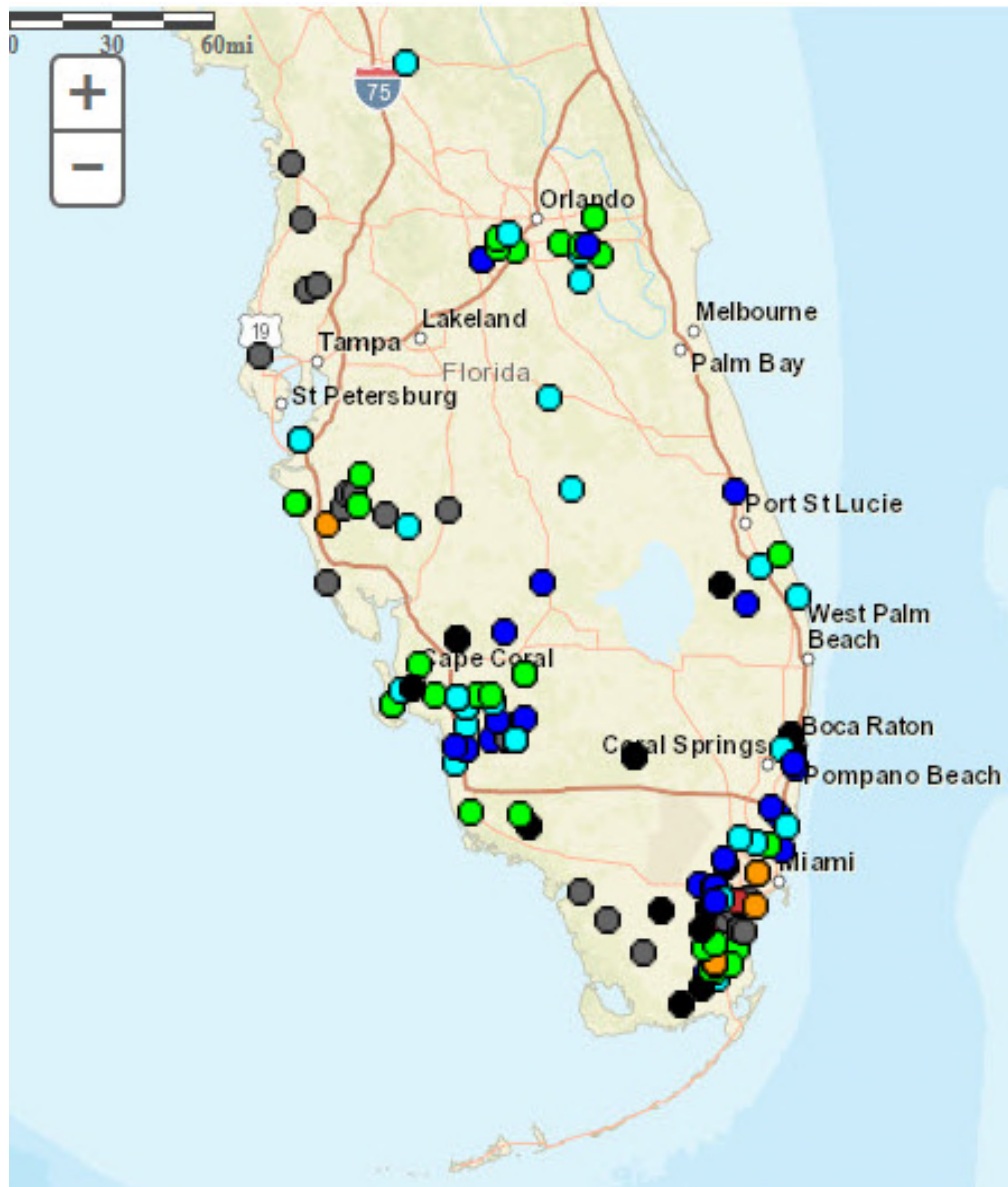 0 30 60mi
+
75
−
Orlando
Melbourne
Lakeland
19
Tampa
Palm Bay
Florida
St Petersburg
Port St Lucie
West Palm
Beach
Cape Coral
Boca Raton
Coral Springs
Pompano Beach
Miami